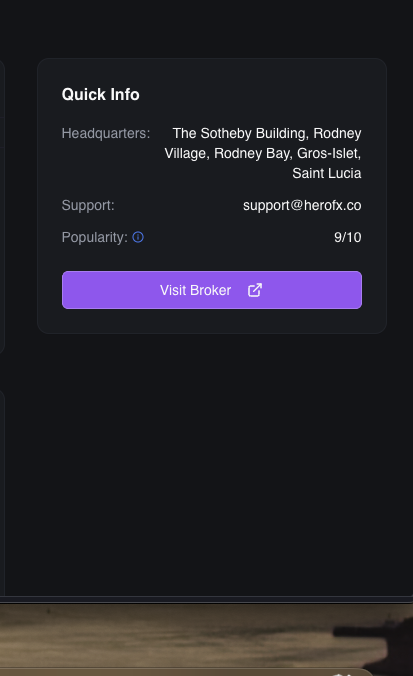 Quick Info
Headquarters: The Sotheby Building, Rodney
Village, Rodney Bay, Gros-Islet,
Saint Lucia
Support: support@herofx.co
Popularity: 9/10
Visit Broker